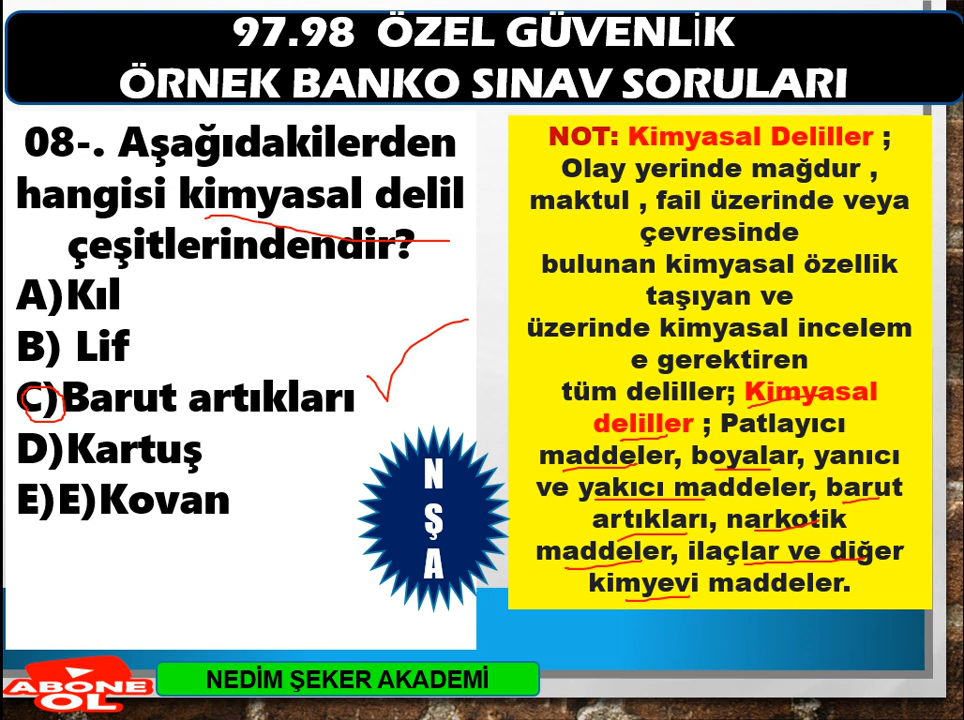 97.98 ÖZEL GÜVENLİK
ÖRNEK BANKO SINAV SORULARI
08-. Aşağıdakilerden
hangisi kimyasal delil
çeşitlerindendir?
A)Kıl
B) Lif
C)Barut artıkları
D)Kartuş
E)E)Kovan
N
Ş
A
NOT: Kimyasal Deliller ;
Olay yerinde mağdur ,
maktul , fail üzerinde veya
çevresinde
bulunan kimyasal özellik
taşıyan ve
üzerinde kimyasal incelem
e gerektiren
tüm deliller; Kimyasal
deliller ; Patlayıcı
maddeler, boyalar, yanıcı
ve yakıcı maddeler, barut
artıkları, narkotik
maddeler, ilaçlar ve diğer
kimyevi maddeler.
ABONE
OL
NEDİM ŞEKER AKADEMİ